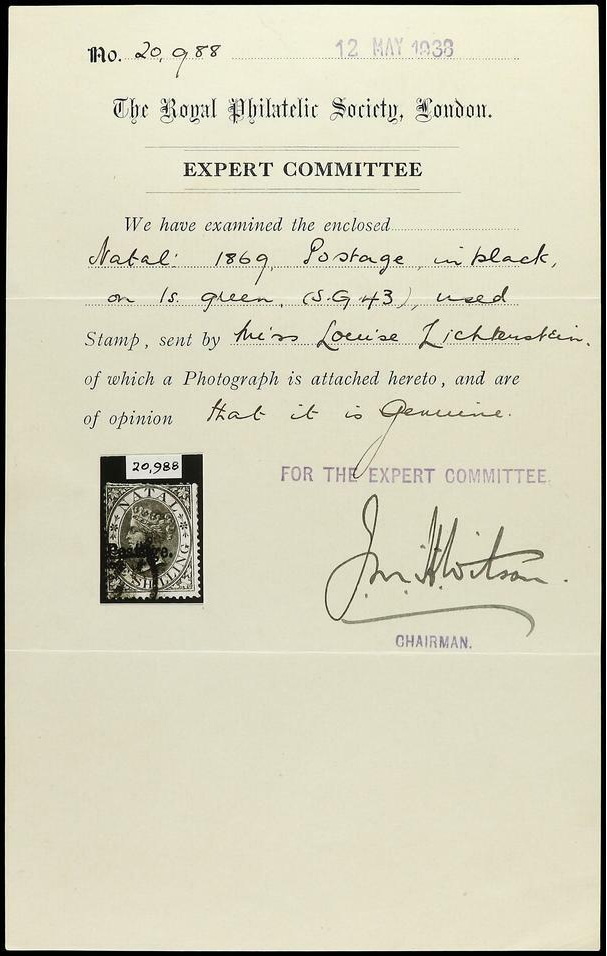 No. 20,988 12 MAY 1938
The Royal Philatelic Society, London.
EXPERT COMMITTEE
We have examined the enclosed
Natal: 1869, Postage, in black,
on 1s. green, (S.G 43), used
Stamp, sent by Miss Louise Lichtenstein.
of which a Photograph is attached hereto, and are
of opinion that it is Genuine.
20,988
FOR THE EXPERT COMMITTEE.
NATAL
Postage.
SHILLING
CHAIRMAN.